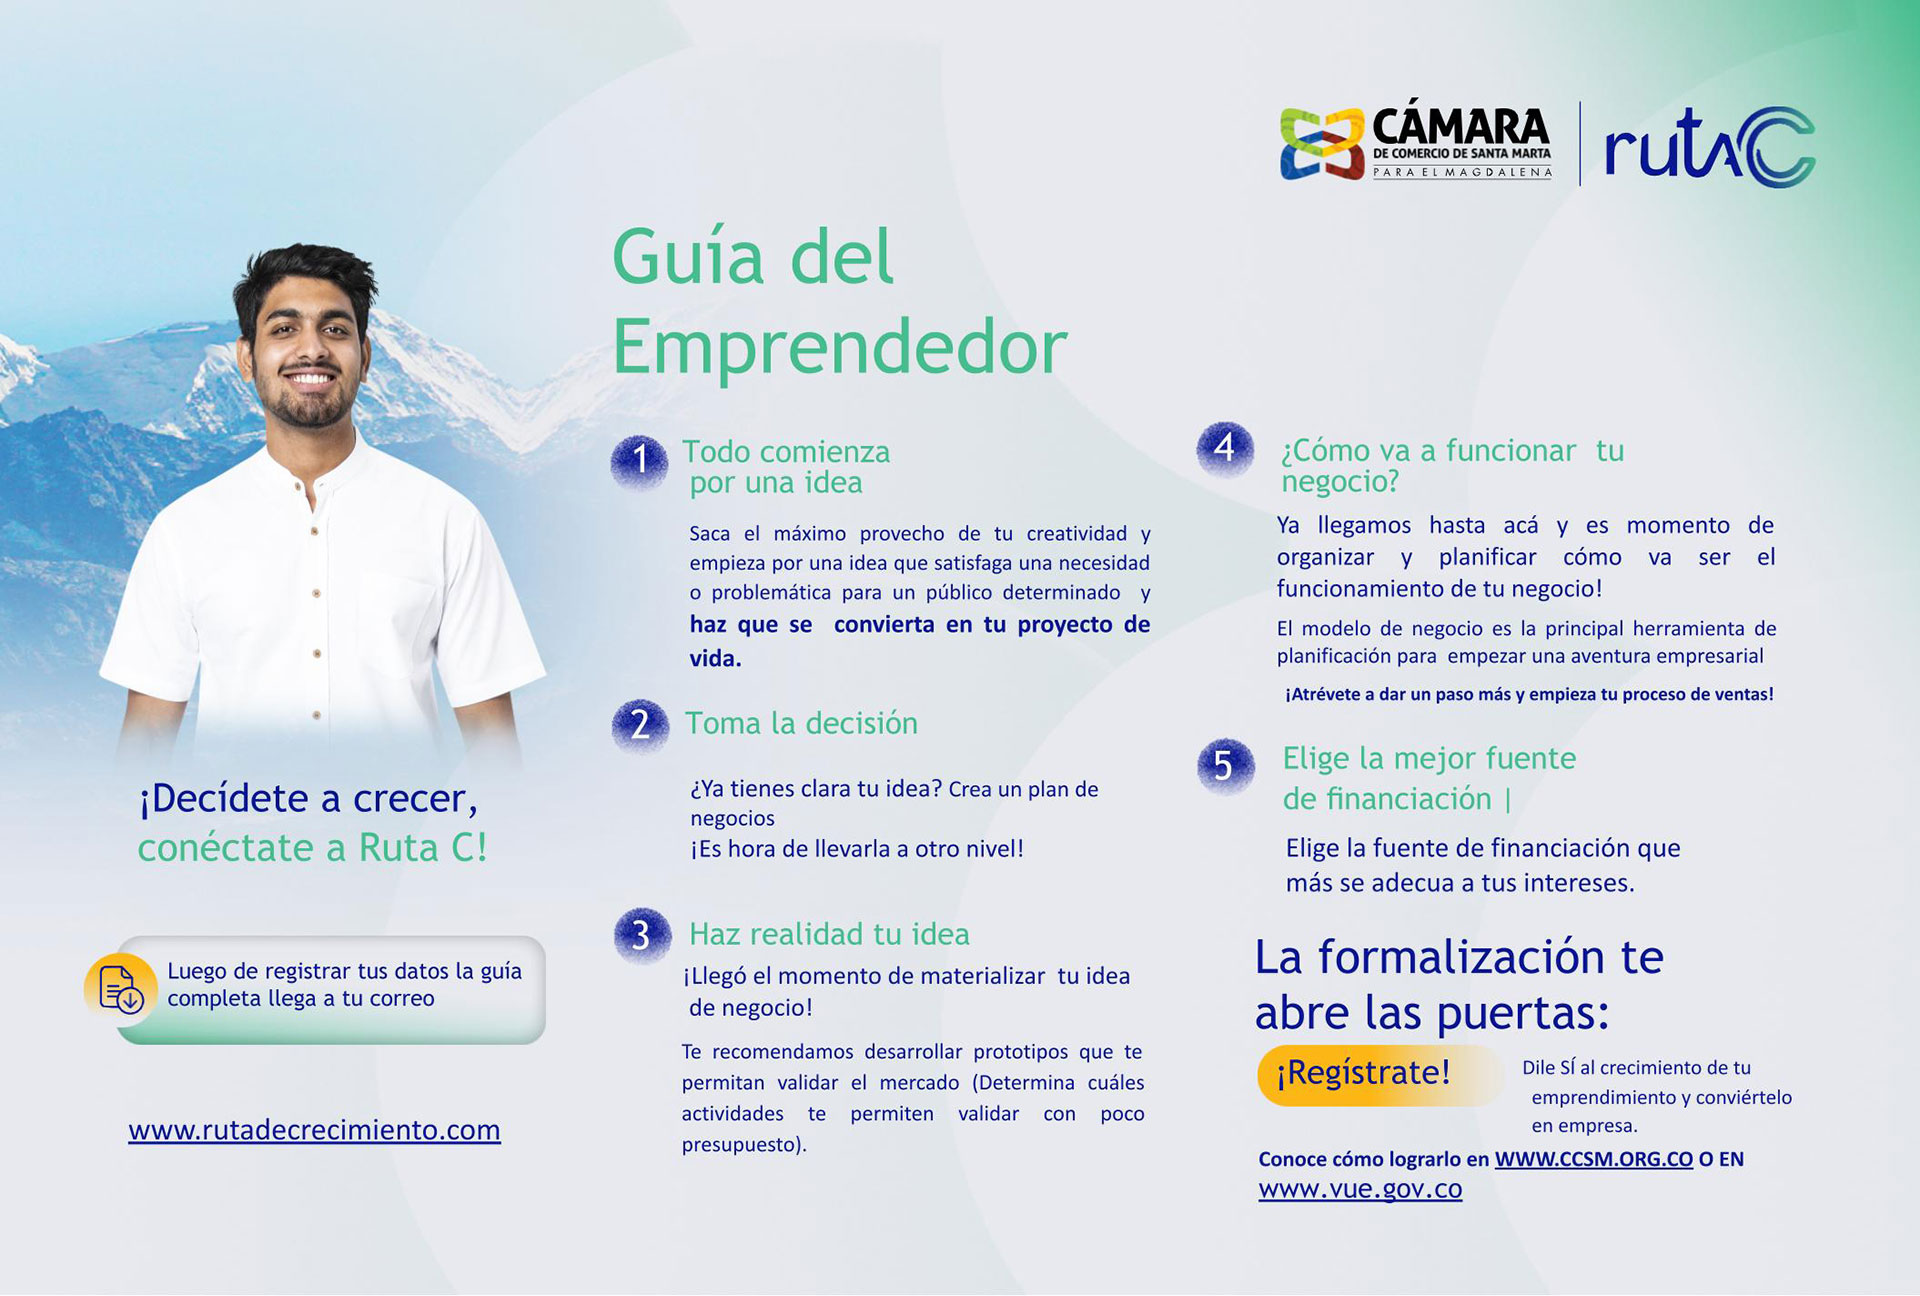 CÁMARA
DE COMERCIO DE SANTA MARTA
PARA EL MAGDALENA
rutaC
Guía del
Emprendedor
1
Todo comienza
por una idea
Saca el máximo provecho de tu creatividad y
empieza por una idea que satisfaga una necesidad
o problemática para un público determinado y
haz que se convierta en tu proyecto de
vida.
2
Toma la decisión
¿Ya tienes clara tu idea? Crea un plan de
negocios
¡Es hora de llevarla a otro nivel!
3
Haz realidad tu idea
¡Llegó el momento de materializar tu idea
de negocio!
Te recomendamos desarrollar prototipos que te
permitan validar el mercado (Determina cuáles
actividades te permiten validar con poco
presupuesto).
4
¿Cómo va a funcionar tu
negocio?
Ya llegamos hasta acá y es momento de
organizar y planificar cómo va ser el
funcionamiento de tu negocio!
El modelo de negocio es la principal herramienta de
planificación para empezar una aventura empresarial
¡Atrévete a dar un paso más y empieza tu proceso de ventas!
5
Elige la mejor fuente
de financiación |
Elige la fuente de financiación que
más se adecua a tus intereses.
La formalización te
abre las puertas:
¡Regístrate!
Dile SÍ al crecimiento de tu
emprendimiento y conviértelo
en empresa.
Conoce cómo lograrlo en WWW.CCSM.ORG.CO O EN
www.vue.gov.co
¡Decídete a crecer,
conéctate a Ruta C!
Luego de registrar tus datos la guía
completa llega a tu correo
www.rutadecrecimiento.com